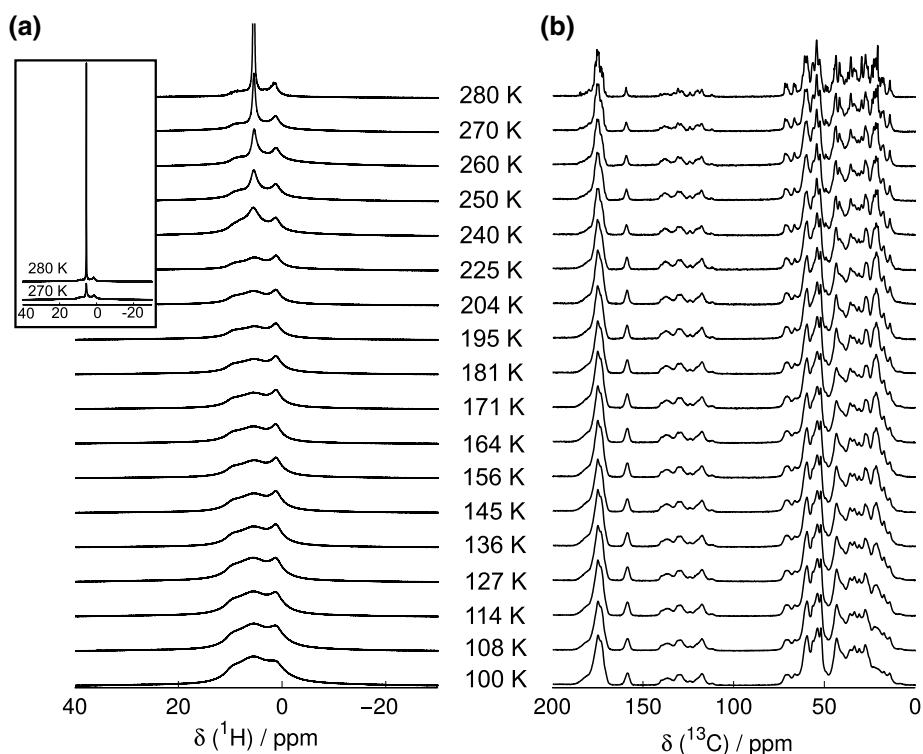 (a)
(b)
280 K
270 K
260 K
250 K
240 K
225 K
204 K
195 K
181 K
171 K
164 K
156 K
145 K
136 K
127 K
114 K
108 K
100 K
280 K
270 K
40 20 0 -20
40 20 0 −20
δ (¹H) / ppm
200 150 100 50 0
δ (¹³C) / ppm